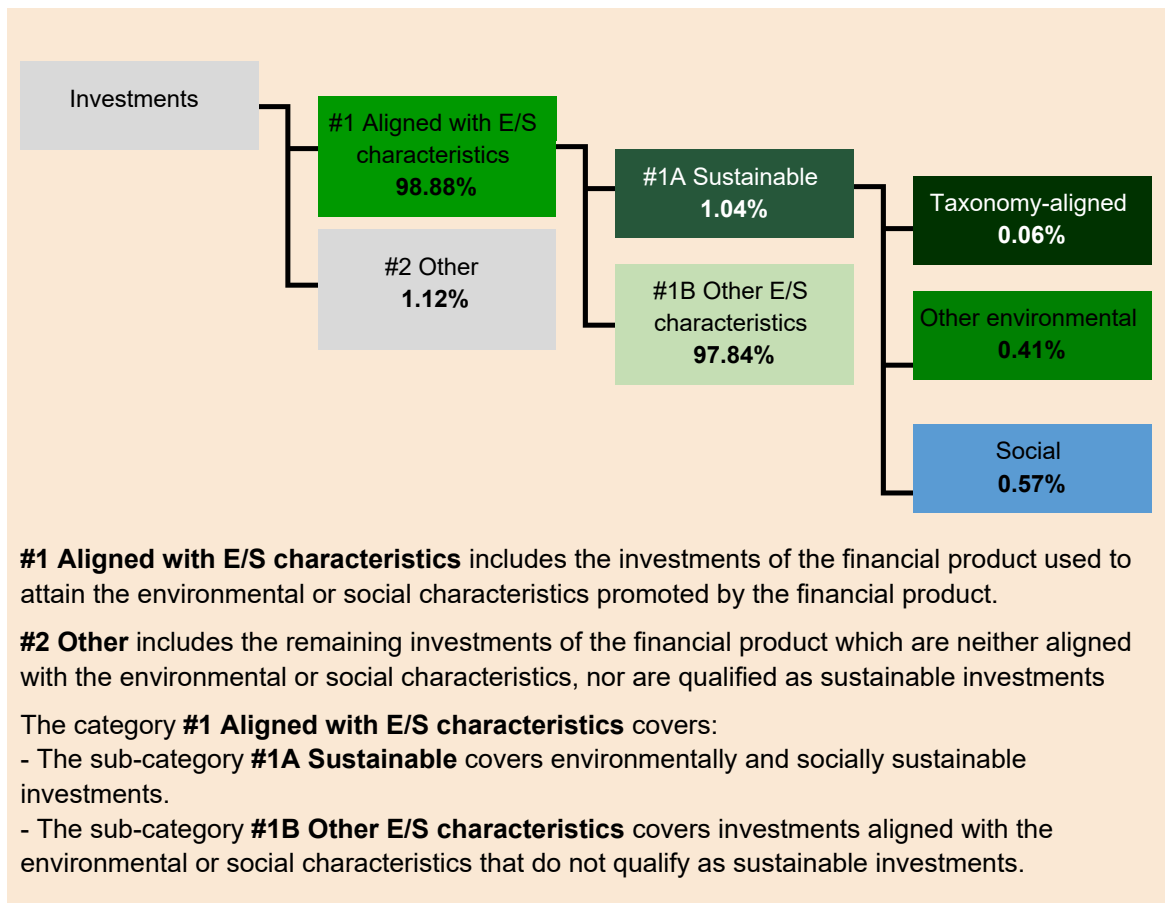 Investments
#1 Aligned with E/S
characteristics
98.88%
#2 Other
1.12%
#1A Sustainable
1.04%
#1B Other E/S
characteristics
97.84%
Taxonomy-aligned
0.06%
Other environmental
0.41%
Social
0.57%
#1 Aligned with E/S characteristics includes the investments of the financial product used to
attain the environmental or social characteristics promoted by the financial product.
#2 Other includes the remaining investments of the financial product which are neither aligned
with the environmental or social characteristics, nor are qualified as sustainable investments
The category #1 Aligned with E/S characteristics covers:
- The sub-category #1A Sustainable covers environmentally and socially sustainable
investments.
- The sub-category #1B Other E/S characteristics covers investments aligned with the
environmental or social characteristics that do not qualify as sustainable investments.